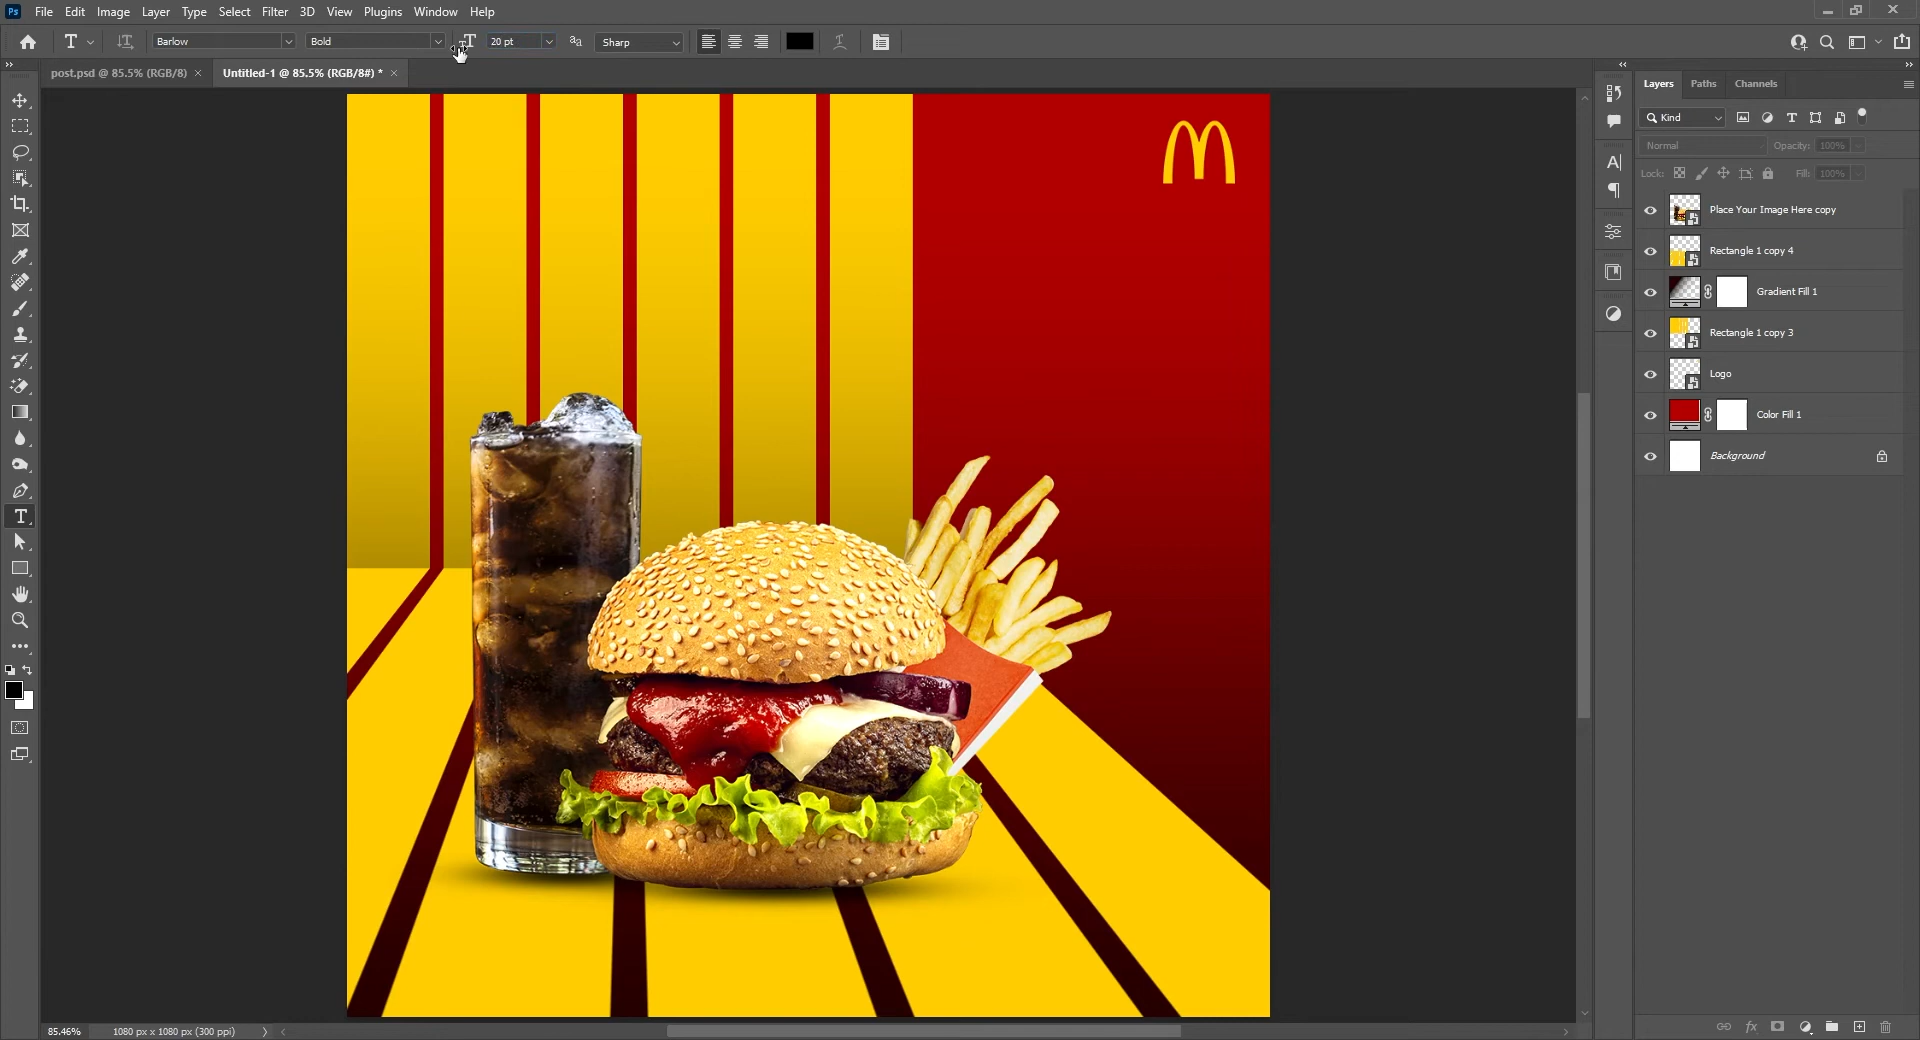 Ps File Edit Image Layer Type Select Filter 3D View Plugins Window Help
T Barlow Bold 20 pt aa Sharp
post.psd @ 85.5% (RGB/8) × Untitled-1 @ 85.5% (RGB/8#) * ×
Layers Paths Channels
Kind
Normal Opacity: 100%
Lock: Fill: 100%
Place Your Image Here copy
Rectangle 1 copy 4
Gradient Fill 1
Rectangle 1 copy 3
Logo
Color Fill 1
Background
85.46% 1080 px x 1080 px (300 ppi)
fx